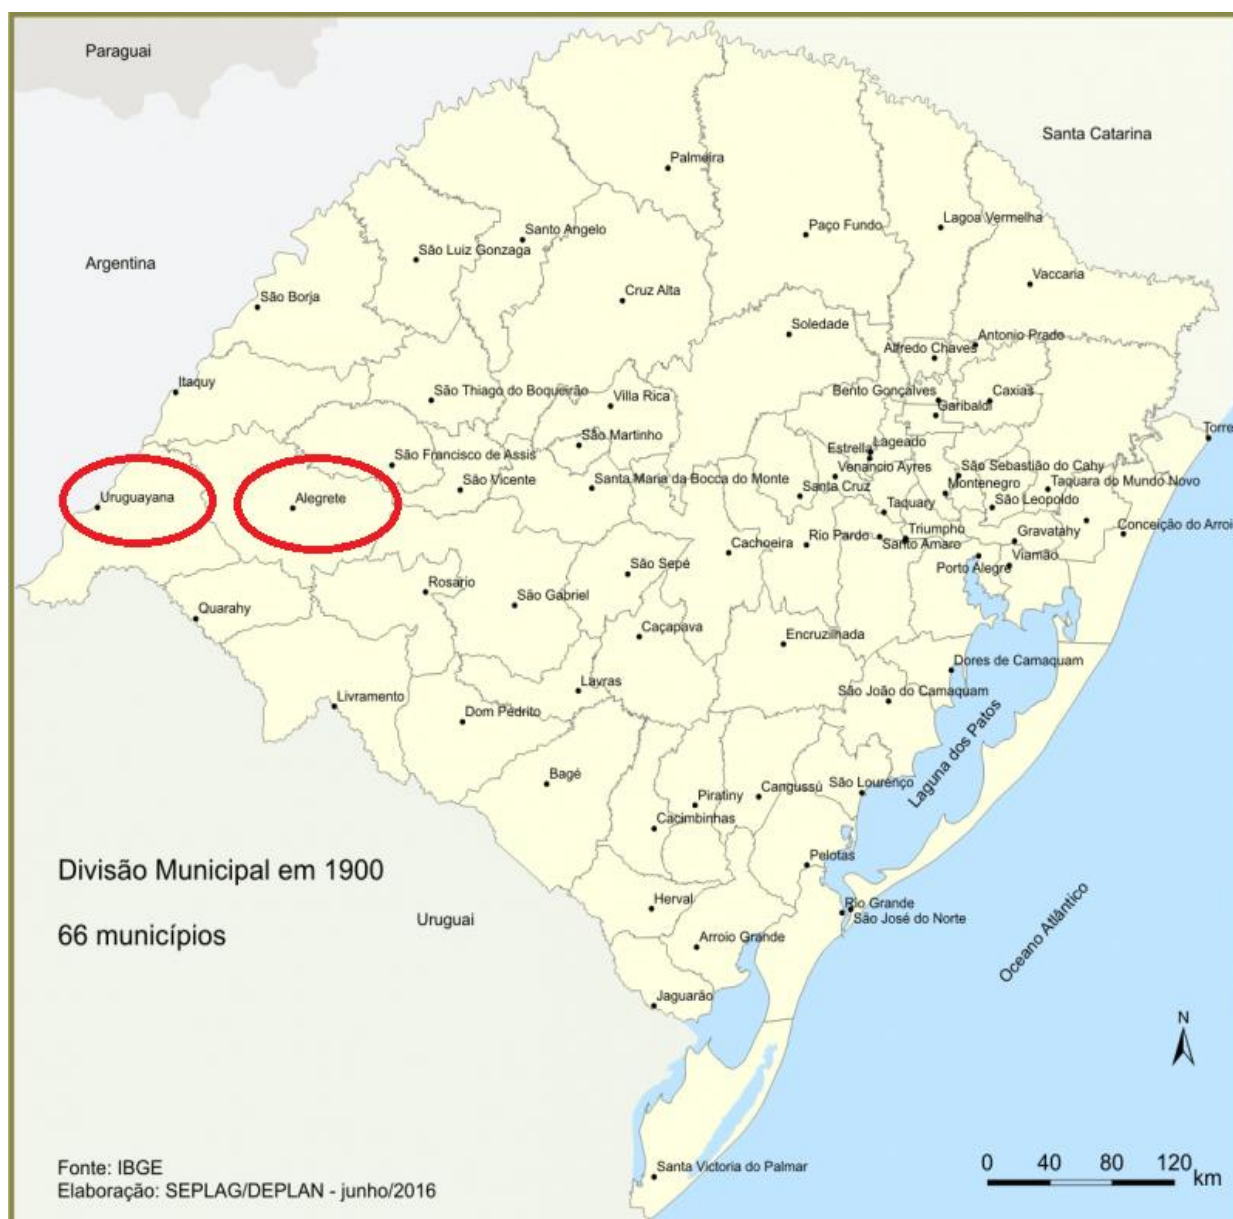 Paraguai
Santa Catarina
Palmeira
Lagoa Vermelha
Paço Fundo
Santo Angelo
São Luiz Gonzaga
Argentina
Vaccaria
Cruz Alta
São Borja
Soledade
Antonio Prado
Alfredo Chaves
Itaquy
São Thiago do Boqueirão
Villa Rica
Bento Gonçalves
Caxias
Garibaldi
Torre
São Martinho
Estrella
Lageado
São Francisco de Assis
Venancio Ayres
São Sebastião do Cahy
São Vicente
Santa Maria da Bocca do Monte
Santa Cruz
Montenegro
Taquara do Mundo Novo
Uruguayana
Alegrete
Taquary
São Leopoldo
Conceição do Arroi
Rio Pardo
Triumpho
Gravatahy
Santo Amaro
Cachoeira
Viamão
Porto Alegre
São Sepé
Rosario
São Gabriel
Quarahy
Caçapava
Encruzilhada
Dores de Camaquam
Lavras
São João do Camaquam
Livramento
Dom Pedrito
Laguna dos Patos
Bagé
Cangussú
São Lourenço
Piratiny
Cacimbinhas
Pelotas
Divisão Municipal em 1900
66 municípios
Herval
Rio Grande
São José do Norte
Uruguai
Arroio Grande
Oceano Atlântico
Jaguarão
N
Santa Victoria do Palmar
Fonte: IBGE
Elaboração: SEPLAG/DEPLAN - junho/2016
0 40 80 120 km